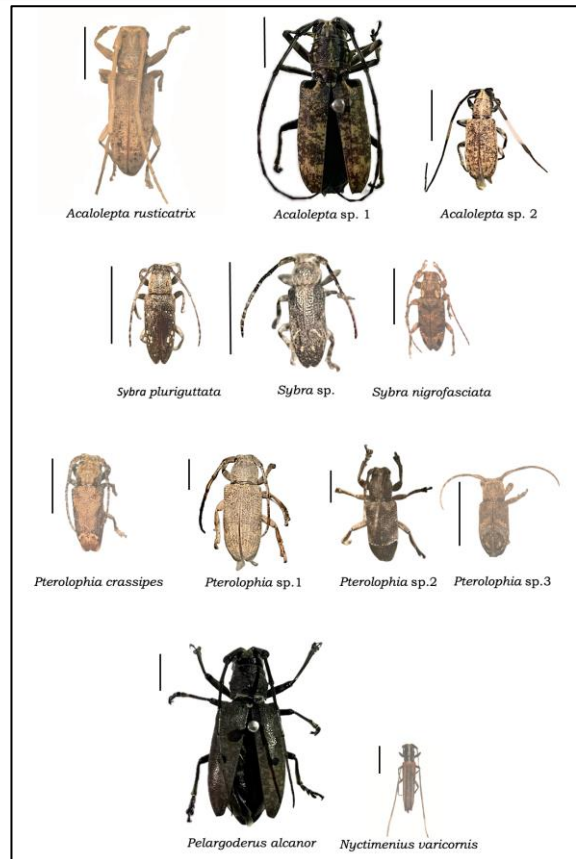 Acalolepta rusticatrix
Acalolepta sp. 1
Acalolepta sp. 2
Sybra pluriguttata
Sybra sp.
Sybra nigrofasciata
Pterolophia crassipes
Pterolophia sp.1
Pterolophia sp.2
Pterolophia sp.3
Pelargoderus alcanor
Nyctimenius varicornis